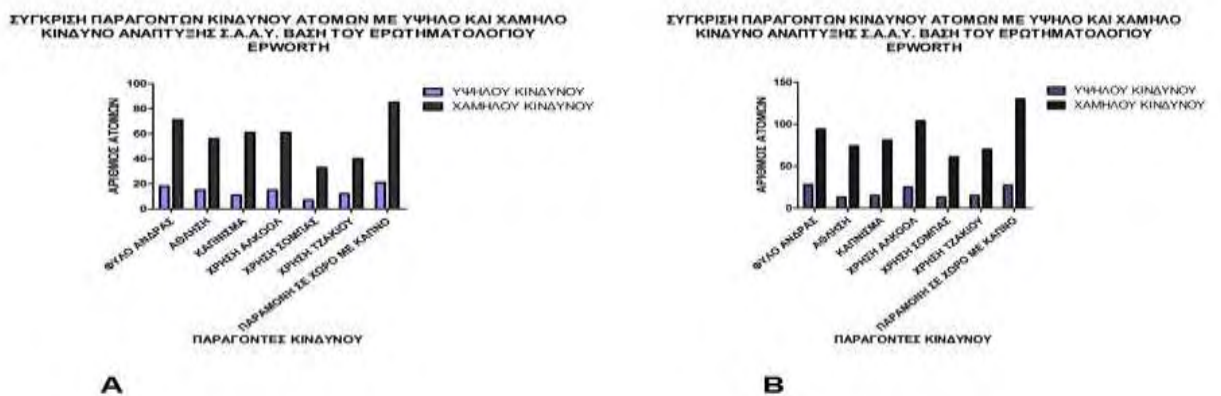 ΣΥΓΚΡΙΣΗ ΠΑΡΑΓΟΝΤΩΝ ΚΙΝΔΥΝΟΥ ΑΤΟΜΩΝ ΜΕ ΥΨΗΛΟ ΚΑΙ ΧΑΜΗΛΟ
ΚΙΝΔΥΝΟ ΑΝΑΠΤΥΞΗΣ Σ.Α.Α.Υ. ΒΑΣΗ ΤΟΥ ΕΡΩΤΗΜΑΤΟΛΟΓΙΟΥ
EPWORTH
ΥΨΗΛΟΥ ΚΙΝΔΥΝΟΥ
ΧΑΜΗΛΟΥ ΚΙΝΔΥΝΟΥ
ΑΡΙΘΜΟΣ ΑΤΟΜΩΝ
100
80
60
40
20
0
ΦΥΛΟ ΑΝΔΡΑΣ
ΑΘΛΗΣΗ
ΚΑΠΝΙΣΜΑ
ΧΡΗΣΗ ΑΛΚΟΟΛ
ΧΡΗΣΗ ΣΟΜΠΑΣ
ΧΡΗΣΗ ΤΖΑΚΙΟΥ
ΠΑΡΑΜΟΝΗ ΣΕ ΧΩΡΟ ΜΕ ΚΑΠΝΟ
ΠΑΡΑΓΟΝΤΕΣ ΚΙΝΔΥΝΟΥ
A
ΣΥΓΚΡΙΣΗ ΠΑΡΑΓΟΝΤΩΝ ΚΙΝΔΥΝΟΥ ΑΤΟΜΩΝ ΜΕ ΥΨΗΛΟ ΚΑΙ ΧΑΜΗΛΟ
ΚΙΝΔΥΝΟ ΑΝΑΠΤΥΞΗΣ Σ.Α.Α.Υ. ΒΑΣΗ ΤΟΥ ΕΡΩΤΗΜΑΤΟΛΟΓΙΟΥ
EPWORTH
ΥΨΗΛΟΥ ΚΙΝΔΥΝΟΥ
ΧΑΜΗΛΟΥ ΚΙΝΔΥΝΟΥ
ΑΡΙΘΜΟΣ ΑΤΟΜΩΝ
150
100
50
0
ΦΥΛΟ ΑΝΔΡΑΣ
ΑΘΛΗΣΗ
ΚΑΠΝΙΣΜΑ
ΧΡΗΣΗ ΑΛΚΟΟΛ
ΧΡΗΣΗ ΣΟΜΠΑΣ
ΧΡΗΣΗ ΤΖΑΚΙΟΥ
ΠΑΡΑΜΟΝΗ ΣΕ ΧΩΡΟ ΜΕ ΚΑΠΝΟ
ΠΑΡΑΓΟΝΤΕΣ ΚΙΝΔΥΝΟΥ
B